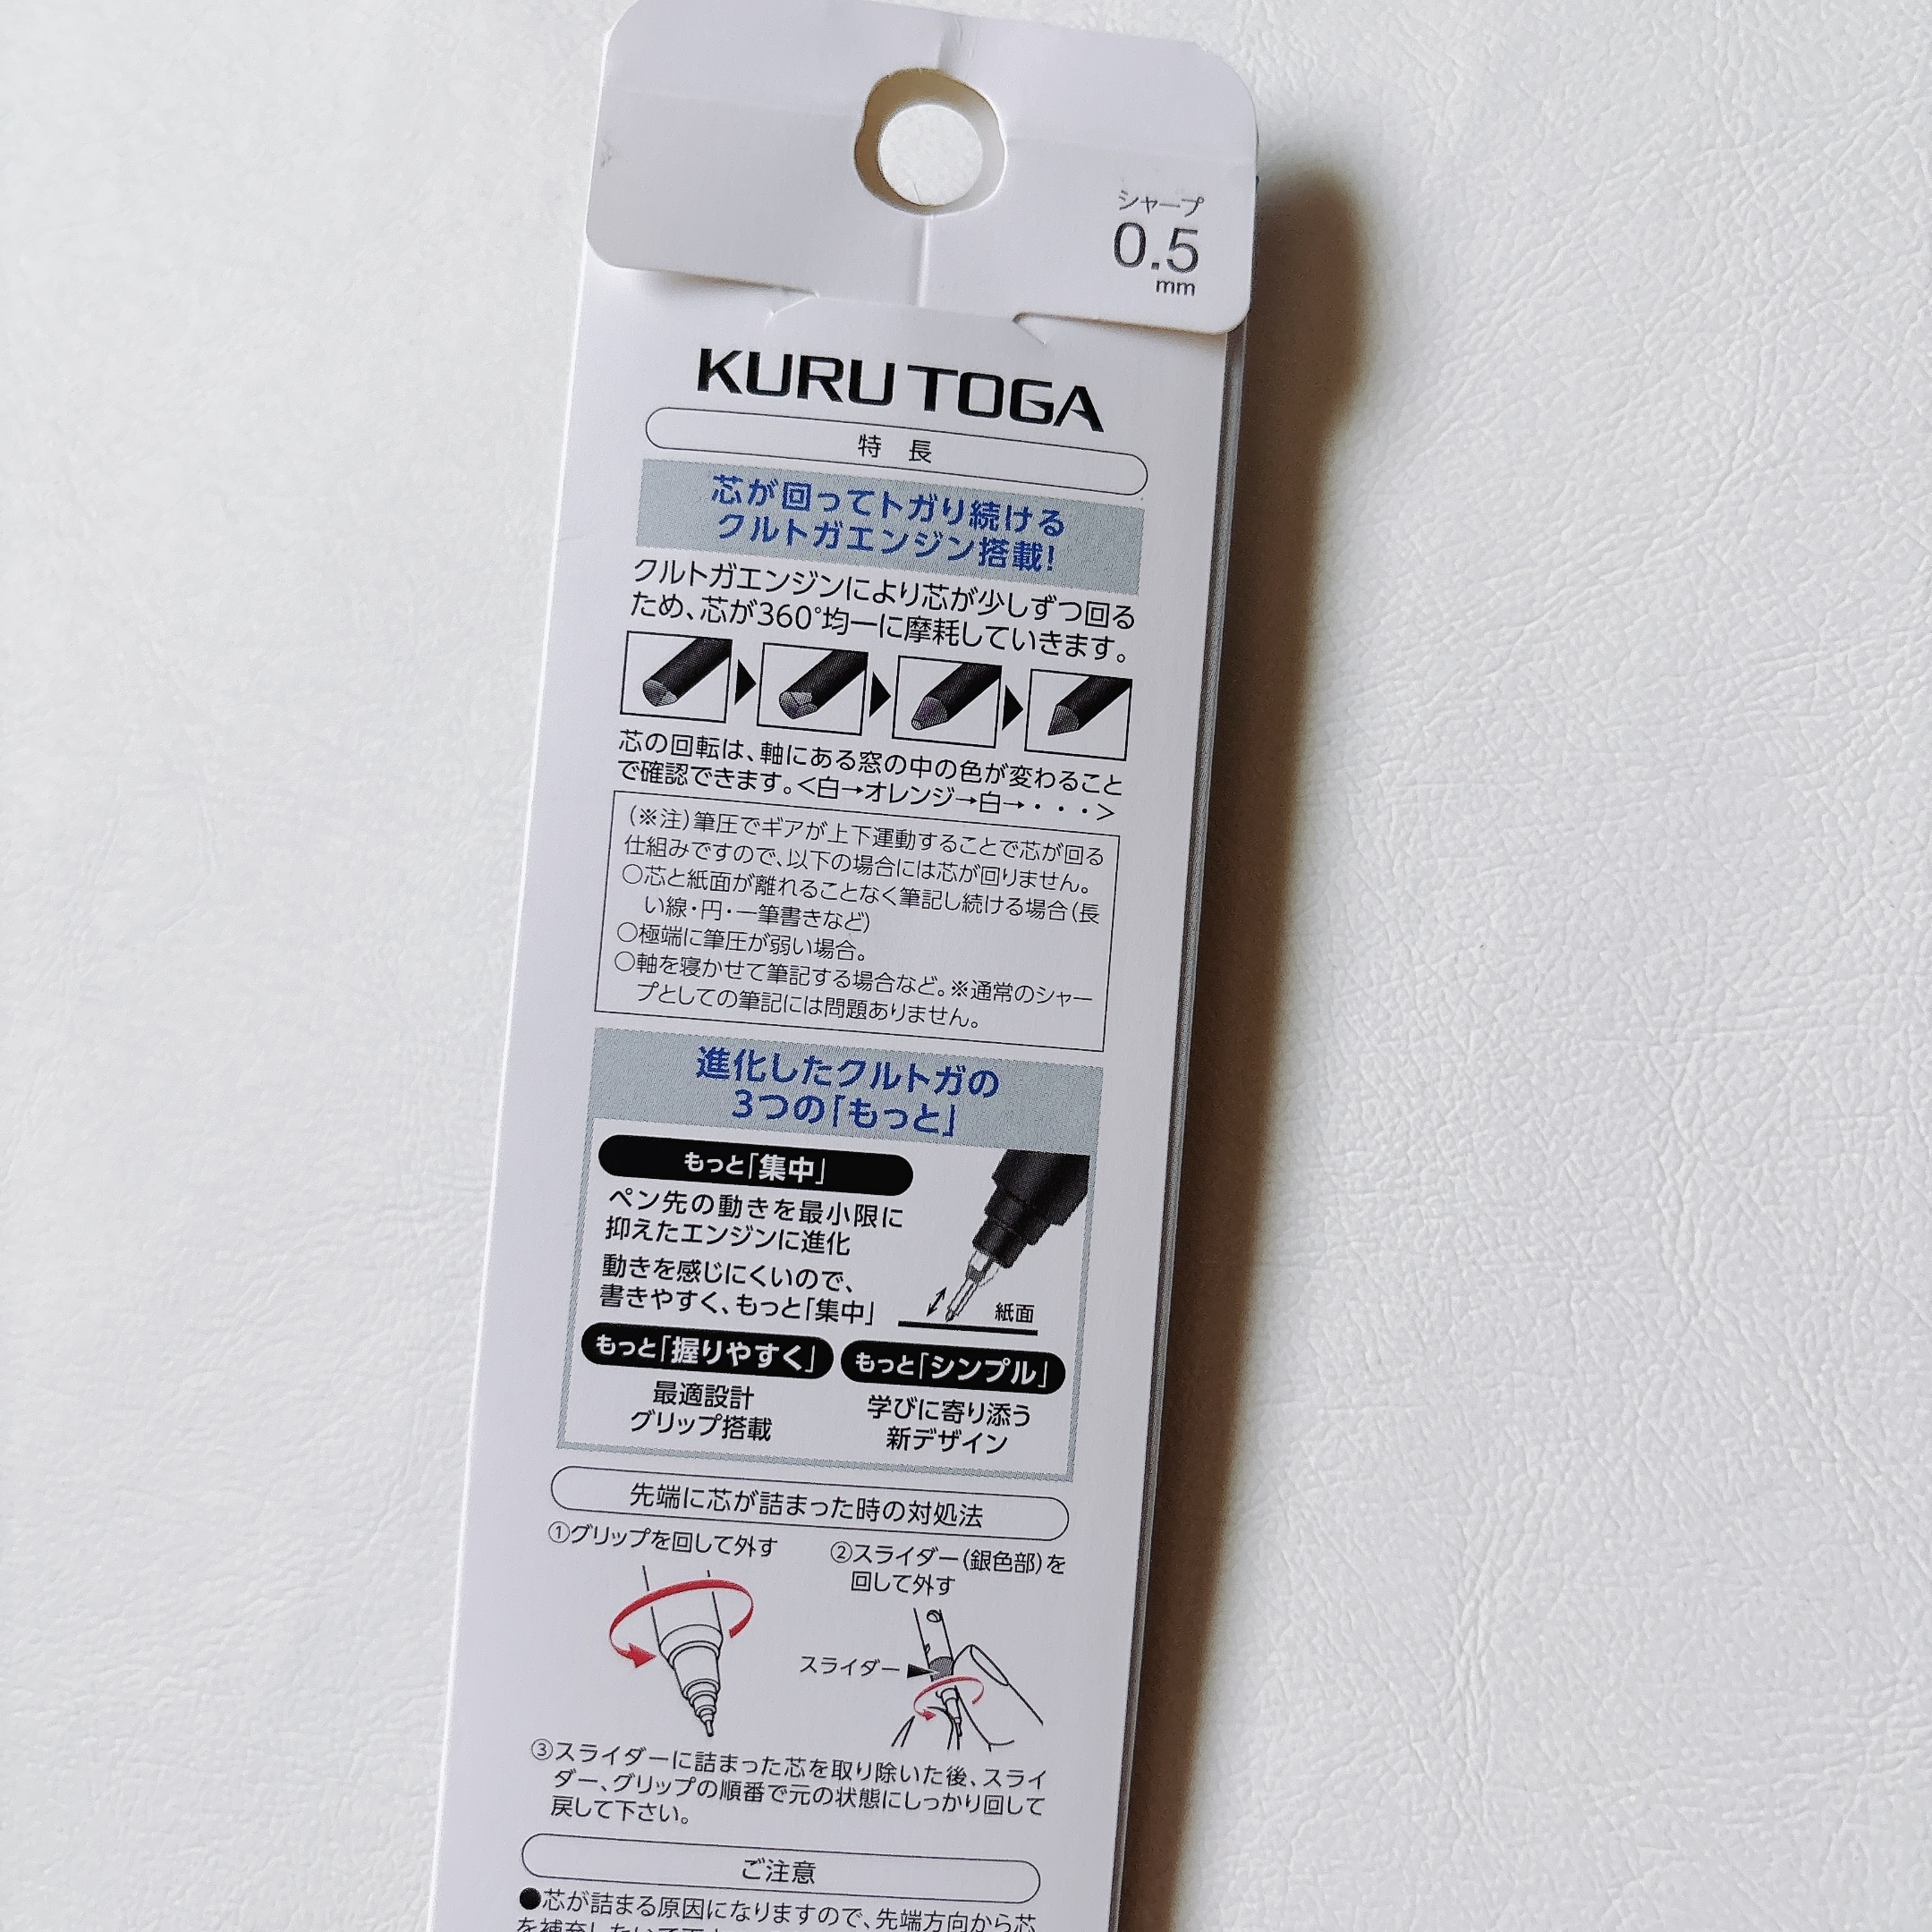 シャープ
0.5
mm
KURU TOGA
特 長
芯が回ってトガり続ける
クルトガエンジン搭載!
クルトガエンジンにより芯が少しずつ回る
ため、芯が360°均一に摩耗していきます。
芯の回転は、軸にある窓の中の色が変わること
で確認できます。<白→オレンジ→白→・・・>
(※注)筆圧でギアが上下運動することで芯が回る
仕組みですので、以下の場合には芯が回りません。
○芯と紙面が離れることなく筆記し続ける場合(長
い線・円・一筆書きなど)
○極端に筆圧が弱い場合。
○軸を寝かせて筆記する場合など。※通常のシャー
プとしての筆記には問題ありません。
進化したクルトガの
3つの「もっと」
もっと「集中」
ペン先の動きを最小限に
抑えたエンジンに進化
動きを感じにくいので、
書きやすく、もっと「集中」
紙面
もっと「握りやすく」
最適設計
グリップ搭載
もっと「シンプル」
学びに寄り添う
新デザイン
先端に芯が詰まった時の対処法
①グリップを回して外す
②スライダー(銀色部)を
回して外す
スライダー
③スライダーに詰まった芯を取り除いた後、スライ
ダー、グリップの順番で元の状態にしっかり回して
戻して下さい。
ご注意
●芯が詰まる原因になりますので、先端方向から芯